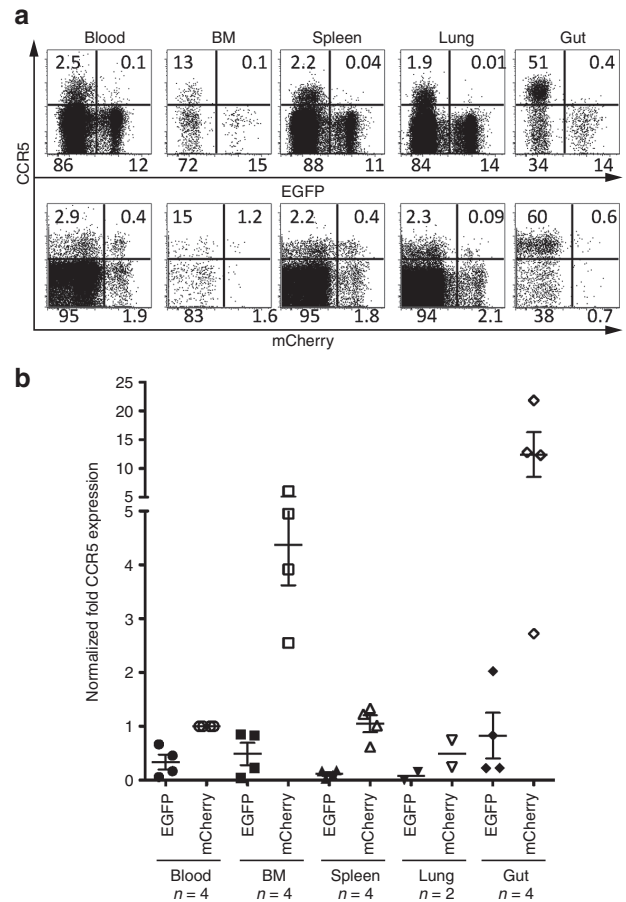 a
Blood BM Spleen Lung Gut
2.5 0.1 13 0.1 2.2 0.04 1.9 0.01 51 0.4
CCR5
86 12 72 15 88 11 84 14 34 14
EGFP
2.9 0.4 15 1.2 2.2 0.4 2.3 0.09 60 0.6
95 1.9 83 1.6 95 1.8 94 2.1 38 0.7
mCherry
b
Normalized fold CCR5 expression
25
20
15
10
5
5
4
3
2
1
0
EGFP mCherry EGFP mCherry EGFP mCherry EGFP mCherry EGFP mCherry
Blood BM Spleen Lung Gut
n = 4 n = 4 n = 4 n = 2 n = 4